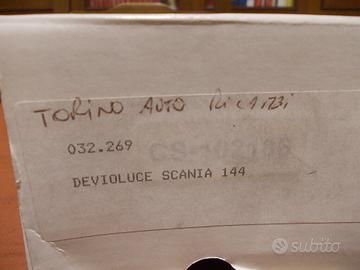 TORINO AUTO RICAMBI
032.269
DEVIOLUCE SCANIA 144
subito